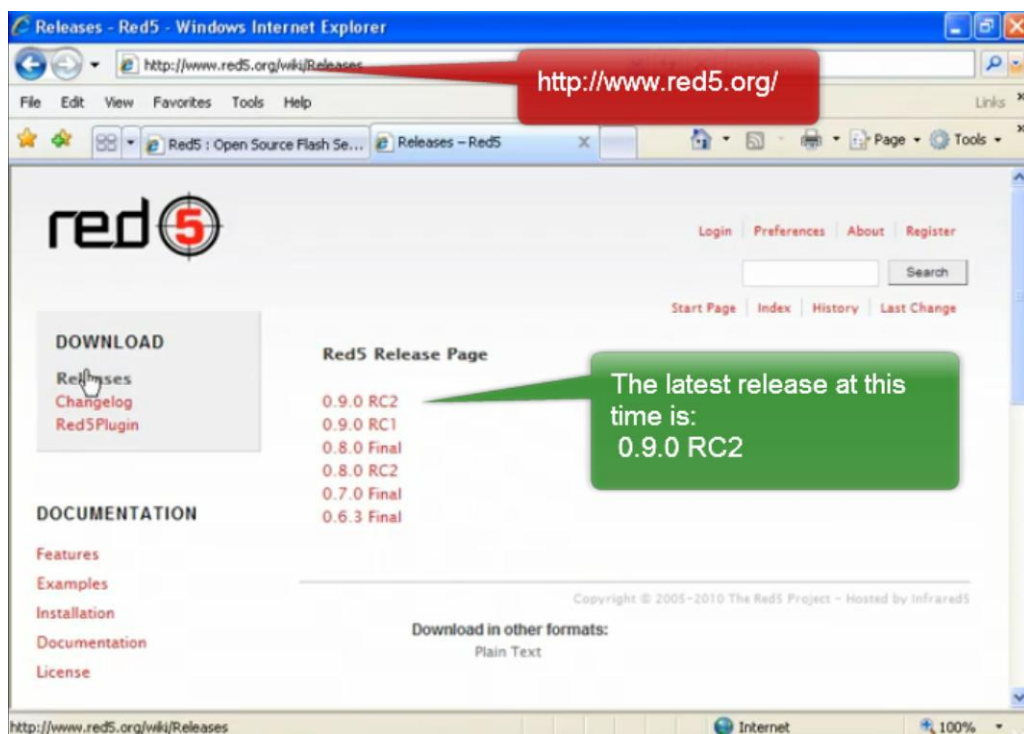 Releases - Red5 - Windows Internet Explorer
http://www.red5.org/wiki/Releases
http://www.red5.org/
File Edit View Favorites Tools Help
Links »
Red5 : Open Source Flash Se...
Releases – Red5
X
Page
Tools
red 5
Login Preferences About Register
Search
Start Page Index History Last Change
DOWNLOAD
Releases
Changelog
Red5Plugin
Red5 Release Page
0.9.0 RC2
0.9.0 RC1
0.8.0 Final
0.8.0 RC2
0.7.0 Final
0.6.3 Final
The latest release at this
time is:
0.9.0 RC2
DOCUMENTATION
Features
Examples
Installation
Documentation
License
Copyright © 2005-2010 The Red5 Project - Hosted by Infrared5
Download in other formats:
Plain Text
http://www.red5.org/wiki/Releases
Internet
100%